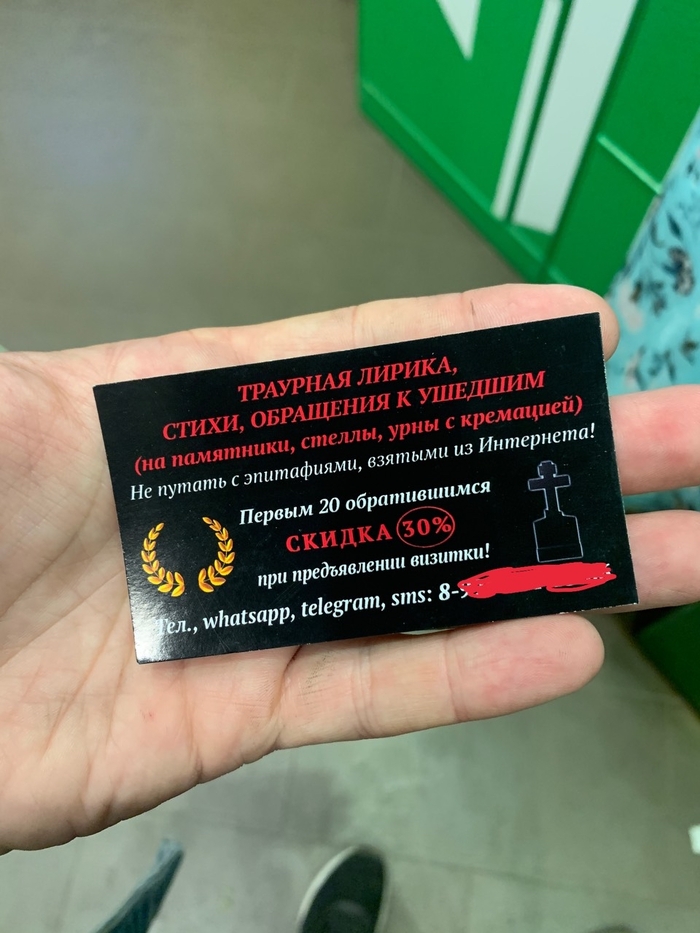 ТРАУРНАЯ ЛИРИКА,
СТИХИ, ОБРАЩЕНИЯ К УШЕДШИМ
(на памятники, стеллы, урны с кремацией)
Не путать с эпитафиями, взятыми из Интернета!
Первым 20 обратившимся
СКИДКА 30%
при предъявлении визитки!
Тел., whatsapp, telegram, sms: 8-